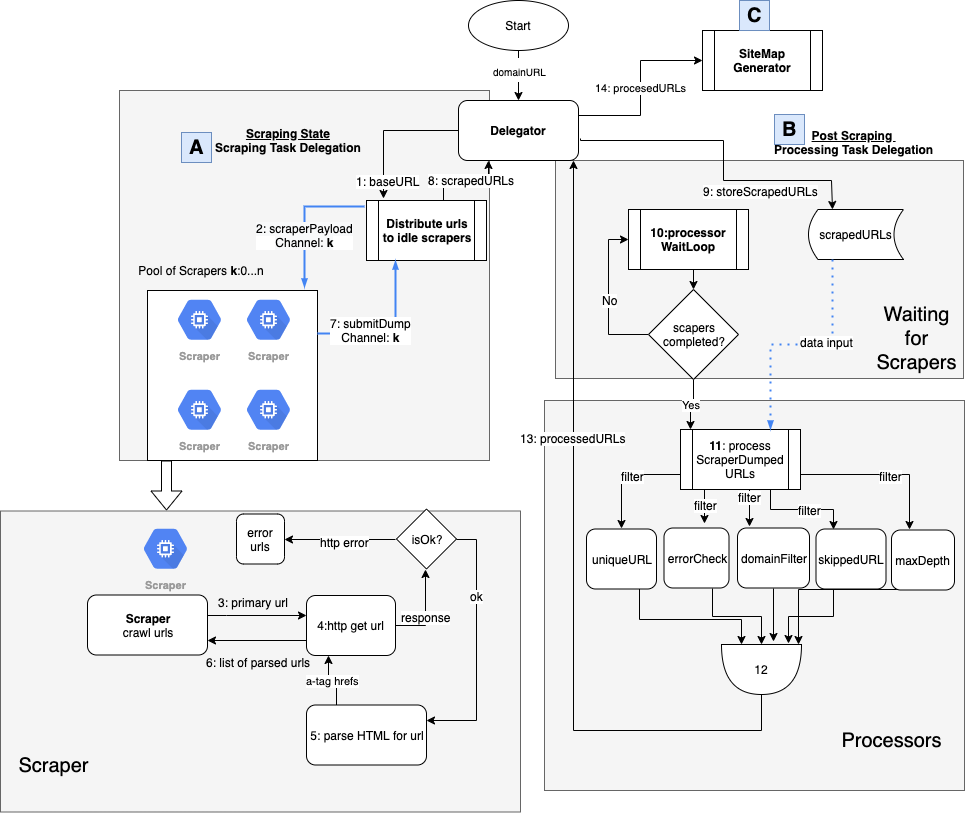 Start
domainURL
Delegator
C
SiteMap
Generator
14: procesedURLs
A
Scraping State
Scraping Task Delegation
B
Post Scraping
Processing Task Delegation
1: baseURL
8: scrapedURLs
9: storeScrapedURLs
Distribute urls
to idle scrapers
2: scraperPayload
Channel: k
Pool of Scrapers k:0...n
7: submitDump
Channel: k
Scraper
Scraper
Scraper
Scraper
10:processor
WaitLoop
scrapedURLs
No
scapers
completed?
data input
Waiting
for
Scrapers
Yes
13: processedURLs
11: process
ScraperDumped
URLs
filter
filter
filter
filter
filter
uniqueURL
errorCheck
domainFilter
skippedURL
maxDepth
12
Processors
Scraper
error
urls
http error
isOk?
ok
Scraper
crawl urls
3: primary url
4:http get url
response
6: list of parsed urls
a-tag hrefs
5: parse HTML for url
Scraper